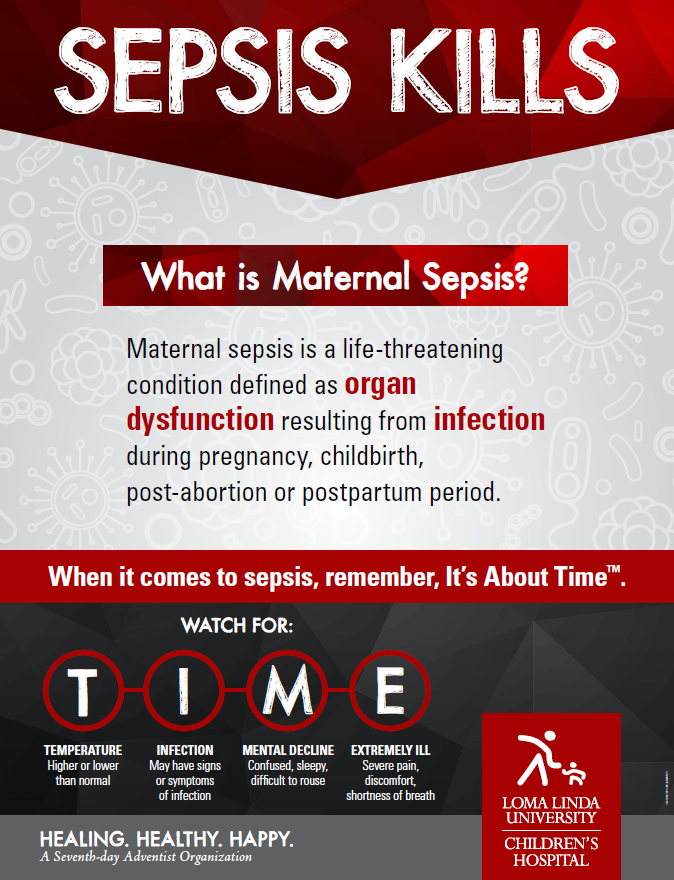 SEPSIS KILLS
What is Maternal Sepsis?
Maternal sepsis is a life-threatening
condition defined as organ
dysfunction resulting from infection
during pregnancy, childbirth,
post-abortion or postpartum period.
When it comes to sepsis, remember, It's About Time™.
WATCH FOR:
T I M E
TEMPERATURE
Higher or lower
than normal
INFECTION
May have signs
or symptoms
of infection
MENTAL DECLINE
Confused, sleepy,
difficult to rouse
EXTREMELY ILL
Severe pain,
discomfort,
shortness of breath
LOMA LINDA
UNIVERSITY
CHILDREN'S
HOSPITAL
HEALING. HEALTHY. HAPPY.
A Seventh-day Adventist Organization